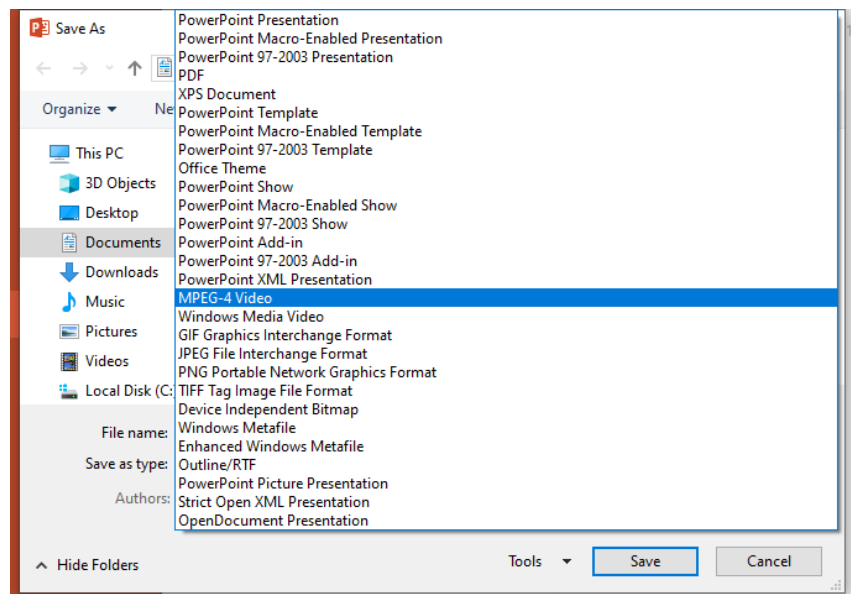 Save As
Organize
Ne
This PC
3D Objects
Desktop
Documents
Downloads
Music
Pictures
Videos
Local Disk (C:
PowerPoint Presentation
PowerPoint Macro-Enabled Presentation
PowerPoint 97-2003 Presentation
PDF
XPS Document
PowerPoint Template
PowerPoint Macro-Enabled Template
PowerPoint 97-2003 Template
Office Theme
PowerPoint Show
PowerPoint Macro-Enabled Show
PowerPoint 97-2003 Show
PowerPoint Add-in
PowerPoint 97-2003 Add-in
PowerPoint XML Presentation
MPEG-4 Video
Windows Media Video
GIF Graphics Interchange Format
JPEG File Interchange Format
PNG Portable Network Graphics Format
TIFF Tag Image File Format
Device Independent Bitmap
Windows Metafile
Enhanced Windows Metafile
Outline/RTF
PowerPoint Picture Presentation
Strict Open XML Presentation
OpenDocument Presentation
File name:
Save as type:
Authors:
Hide Folders
Tools
Save
Cancel